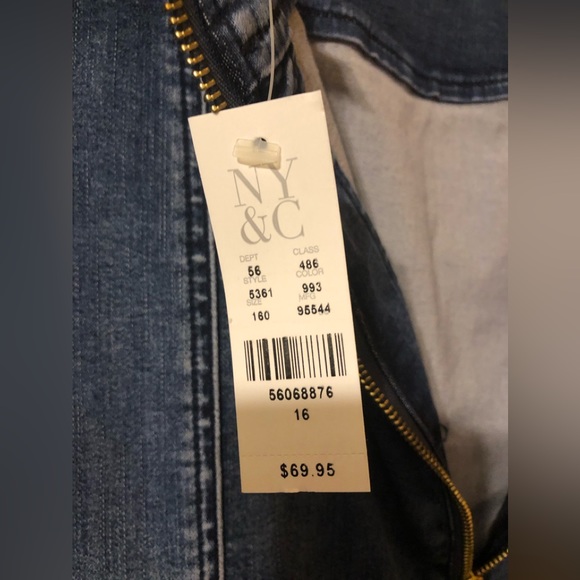 NY
&C
DEPT CLASS
56 486
STYLE COLOR
5361 993
SIZE MFG
160 95544
56068876
16
$69.95